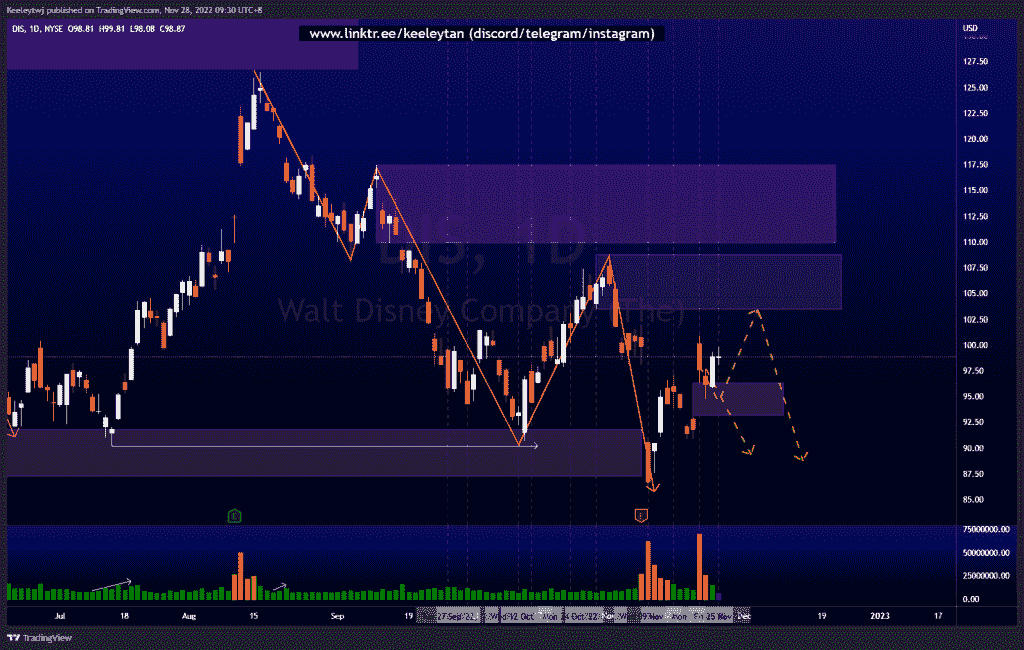 Keeleytwj published on TradingView.com, Nov 28, 2022 09:30 UTC+8
www.linktr.ee/keeleytan (discord/telegram/instagram)
DIS, 1D, NYSE O98.81 H99.81 L98.08 C98.87
USD
127.50
125.00
122.50
120.00
117.50
115.00
112.50
110.00
107.50
105.00
102.50
100.00
97.50
95.00
92.50
90.00
87.50
85.00
DIS, 1D
Walt Disney Company (The)
E
E
75000000.00
50000000.00
25000000.00
0.00
Jul 18 Aug 15 Sep 19 27 Sep '22 12 Oct Mon 24 Oct '22 Nov 09 Nov Mon Fri 25 Nov Dec 19 2023 17
TradingView